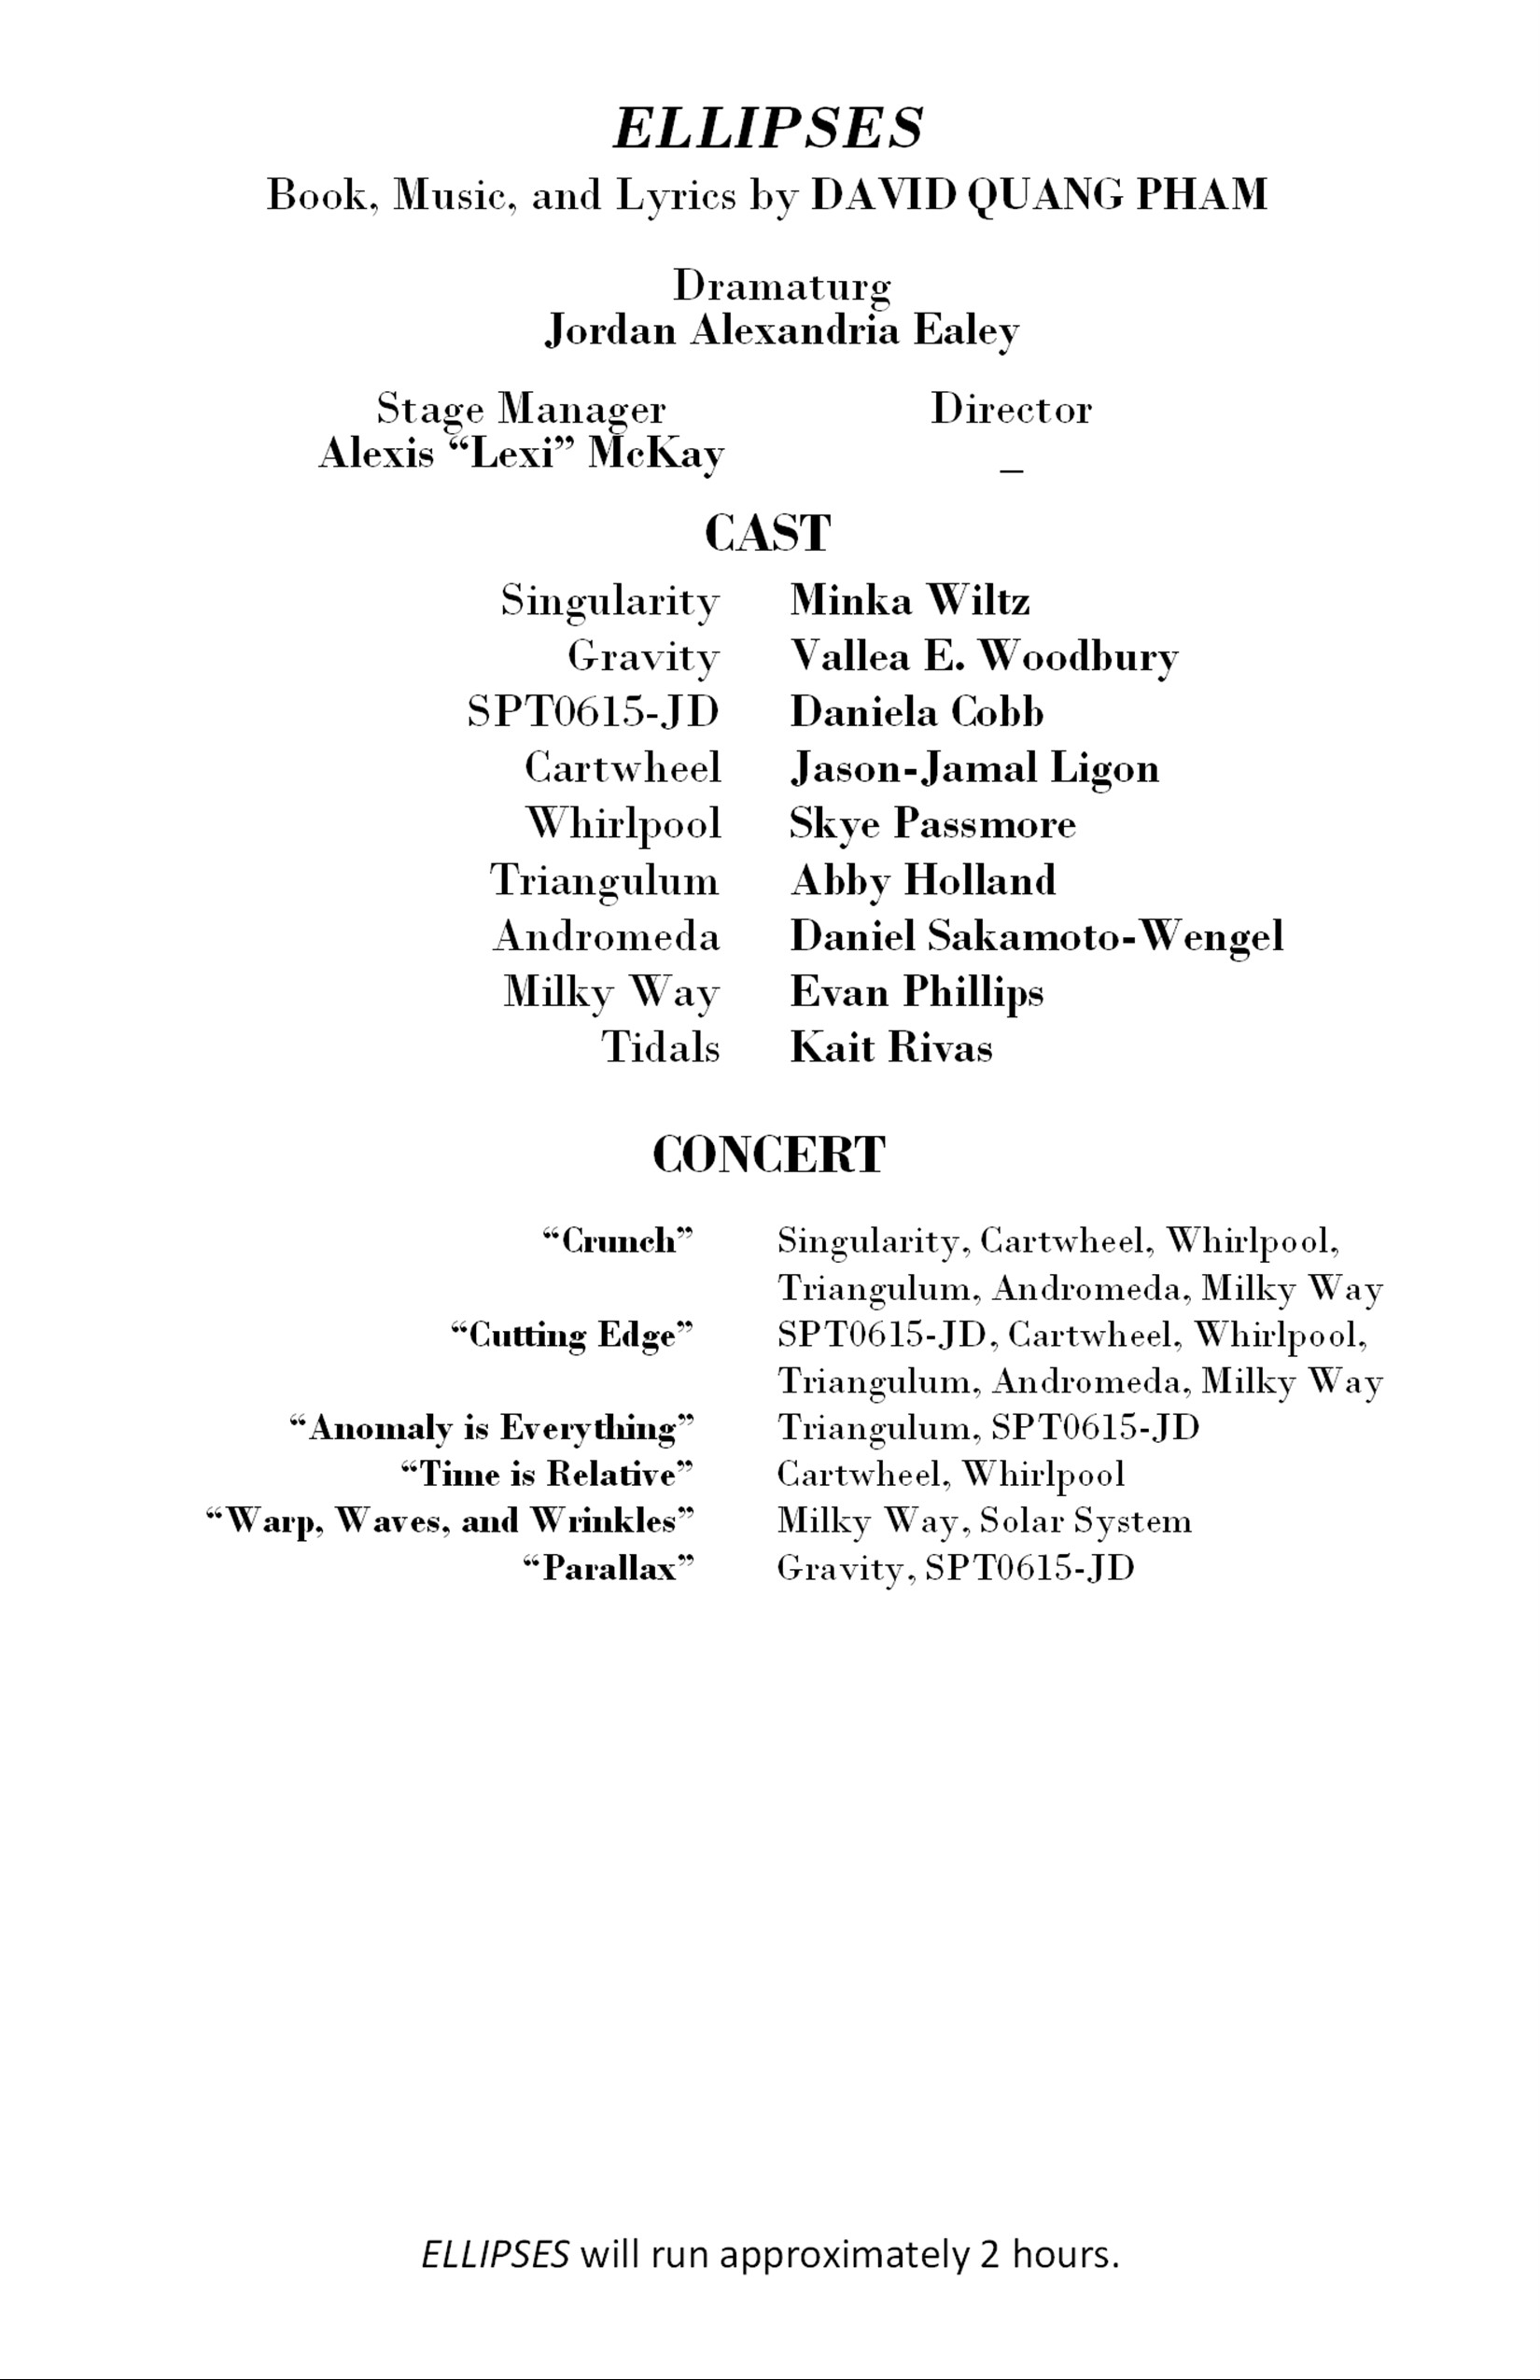 ELLIPSES
Book, Music, and Lyrics by DAVID QUANG PHAM
Dramaturg
Jordan Alexandria Ealey
Stage Manager Director
Alexis “Lexi” McKay _
CAST
Singularity Minka Wiltz
Gravity Vallea E. Woodbury
SPT0615-JD Daniela Cobb
Cartwheel Jason-Jamal Ligon
Whirlpool Skye Passmore
Triangulum Abby Holland
Andromeda Daniel Sakamoto-Wengel
Milky Way Evan Phillips
Tidals Kait Rivas
CONCERT
“Crunch” Singularity, Cartwheel, Whirlpool,
Triangulum, Andromeda, Milky Way
“Cutting Edge” SPT0615-JD, Cartwheel, Whirlpool,
Triangulum, Andromeda, Milky Way
“Anomaly is Everything” Triangulum, SPT0615-JD
“Time is Relative” Cartwheel, Whirlpool
“Warp, Waves, and Wrinkles” Milky Way, Solar System
“Parallax” Gravity, SPT0615-JD
ELLIPSES will run approximately 2 hours.